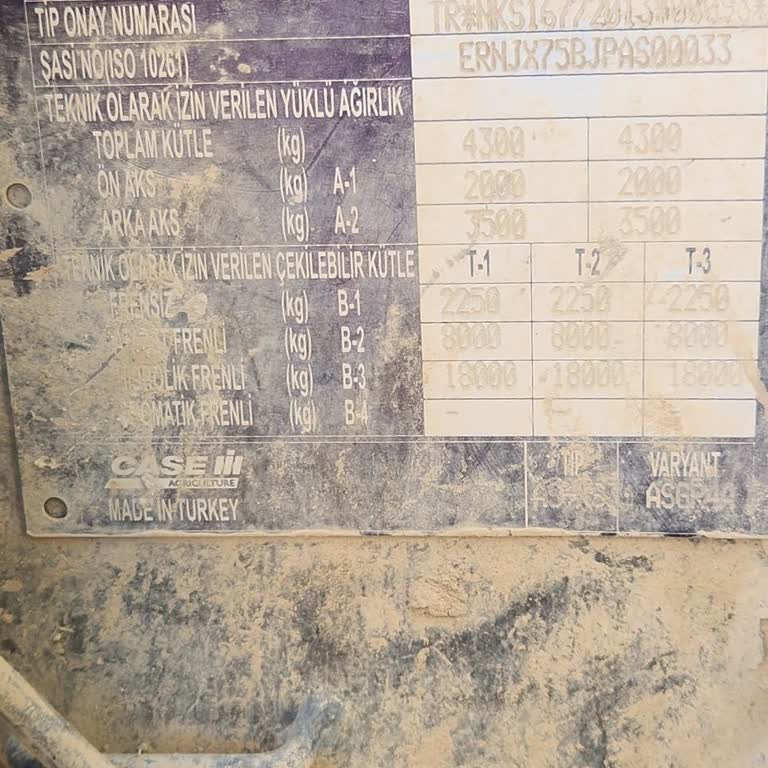 TİP ONAY NUMARASI
ŞASİ NO(ISO 10261) ERNJX75BJPAS00033
TEKNİK OLARAK İZİN VERİLEN YÜKLÜ AĞIRLIK
TOPLAM KÜTLE (kg) 4300 4300
ÖN AKS (kg) A-1 2000 2000
ARKA AKS (kg) A-2 3500 3500
TEKNİK OLARAK İZİN VERİLEN ÇEKİLEBİLİR KÜTLE T-1 T-2 T-3
FRENSİZ (kg) B-1 2250 2250 2250
FRENLİ (kg) B-2 8000 8000 8000
FRENLİ (kg) B-3 18000 18000 18000
FRENLİ (kg) B-4 - - -
CASE III TİP VARYANT
AGRICULTURE
MADE İN TURKEY